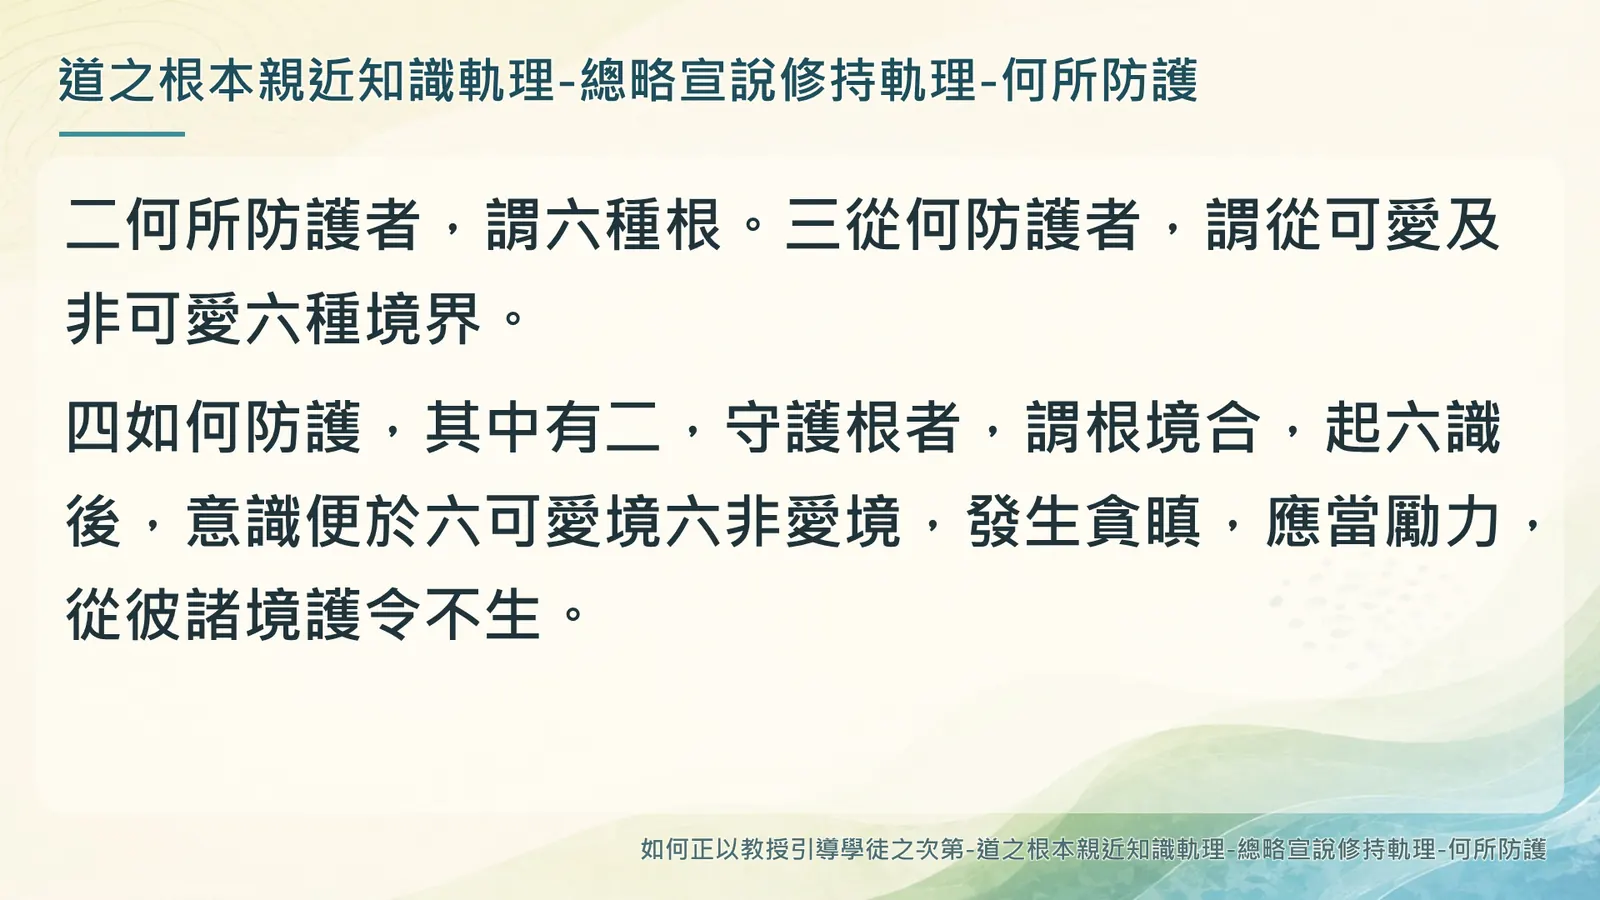 道之根本親近知識軌理-總略宣說修持軌理-何所防護
二何所防護者，謂六種根。三從何防護者，謂從可愛及
非可愛六種境界。
四如何防護，其中有二，守護根者，謂根境合，起六識
後，意識便於六可愛境六非愛境，發生貪瞋，應當勵力，
從彼諸境護令不生。
如何正以教授引導學徒之次第-道之根本親近知識軌理-總略宣說修持軌理-何所防護